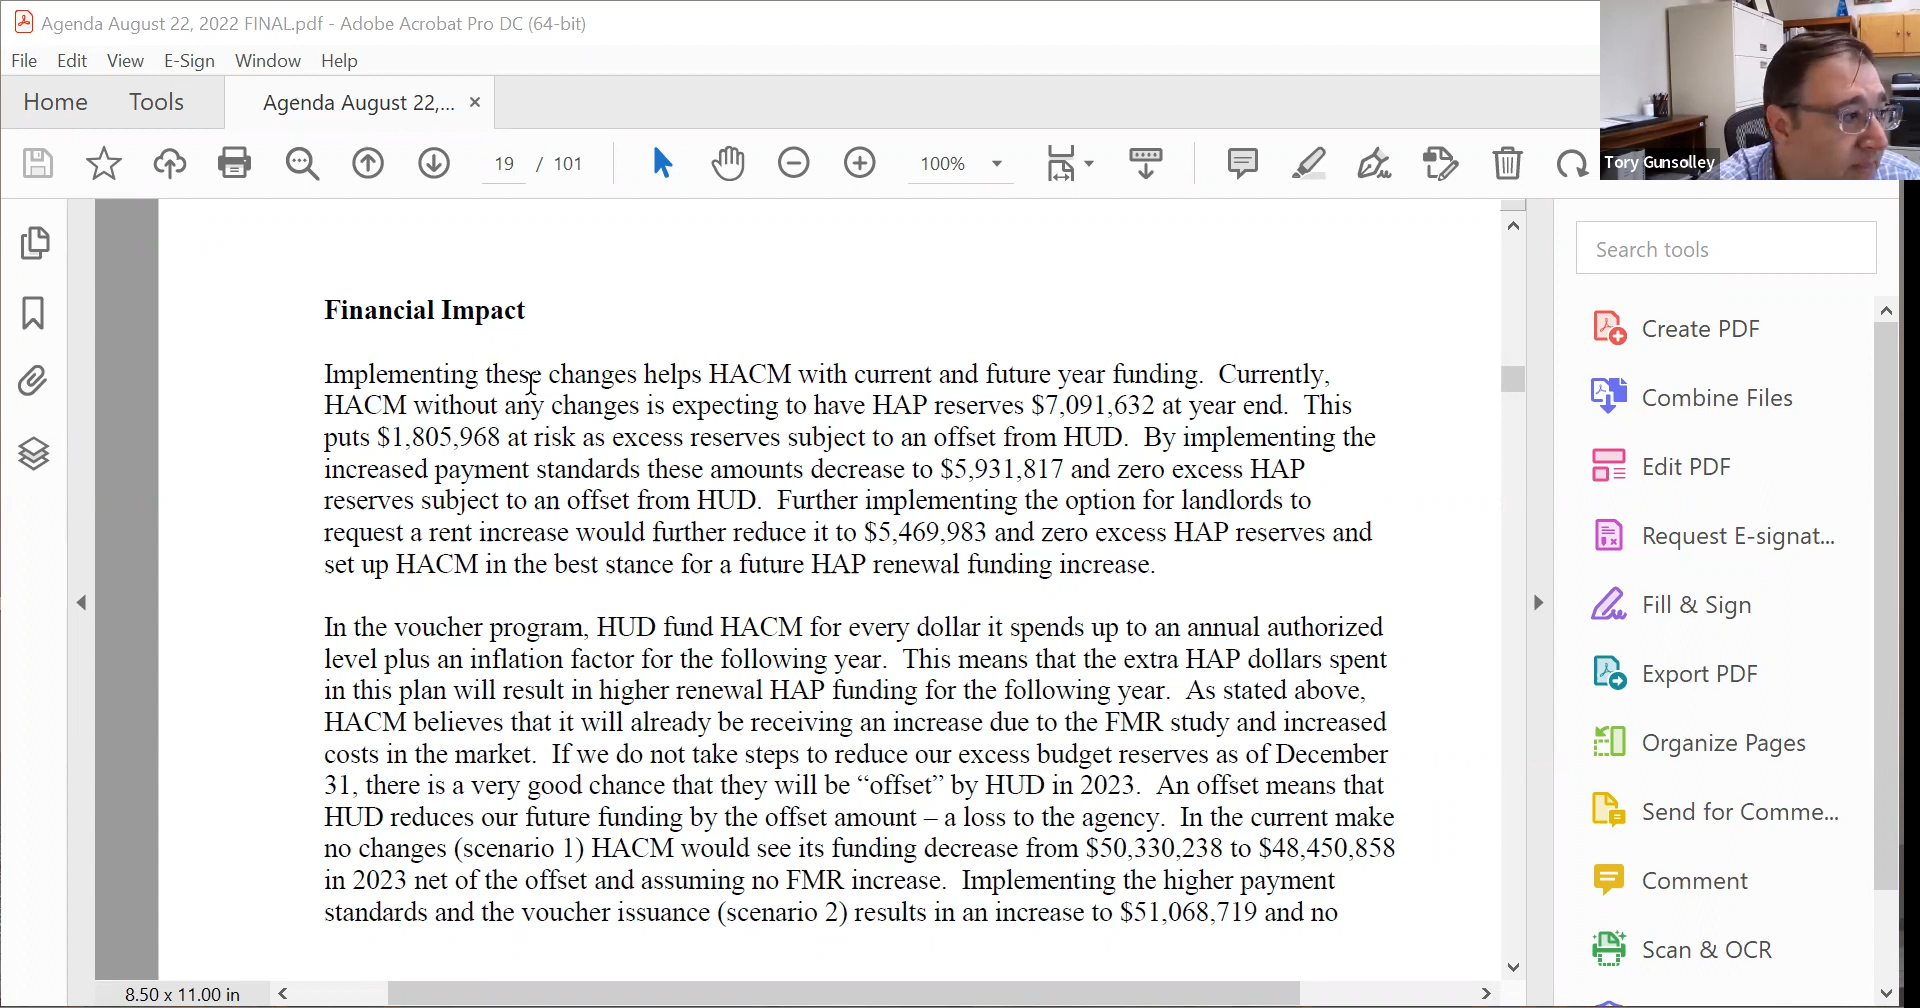 Agenda August 22, 2022 FINAL.pdf - Adobe Acrobat Pro DC (64-bit)
File Edit View E-Sign Window Help
Home Tools Agenda August 22,... ×
19 / 101 100%
Tory Gunsolley
Search tools
Create PDF
Combine Files
Edit PDF
Request E-signat...
Fill & Sign
Export PDF
Organize Pages
Send for Comme...
Comment
Scan & OCR
Financial Impact
Implementing these changes helps HACM with current and future year funding.  Currently,
HACM without any changes is expecting to have HAP reserves $7,091,632 at year end.  This
puts $1,805,968 at risk as excess reserves subject to an offset from HUD.  By implementing the
increased payment standards these amounts decrease to $5,931,817 and zero excess HAP
reserves subject to an offset from HUD.  Further implementing the option for landlords to
request a rent increase would further reduce it to $5,469,983 and zero excess HAP reserves and
set up HACM in the best stance for a future HAP renewal funding increase.
In the voucher program, HUD fund HACM for every dollar it spends up to an annual authorized
level plus an inflation factor for the following year.  This means that the extra HAP dollars spent
in this plan will result in higher renewal HAP funding for the following year.  As stated above,
HACM believes that it will already be receiving an increase due to the FMR study and increased
costs in the market.  If we do not take steps to reduce our excess budget reserves as of December
31, there is a very good chance that they will be “offset” by HUD in 2023.  An offset means that
HUD reduces our future funding by the offset amount – a loss to the agency.  In the current make
no changes (scenario 1) HACM would see its funding decrease from $50,330,238 to $48,450,858
in 2023 net of the offset and assuming no FMR increase.  Implementing the higher payment
standards and the voucher issuance (scenario 2) results in an increase to $51,068,719 and no
8.50 x 11.00 in